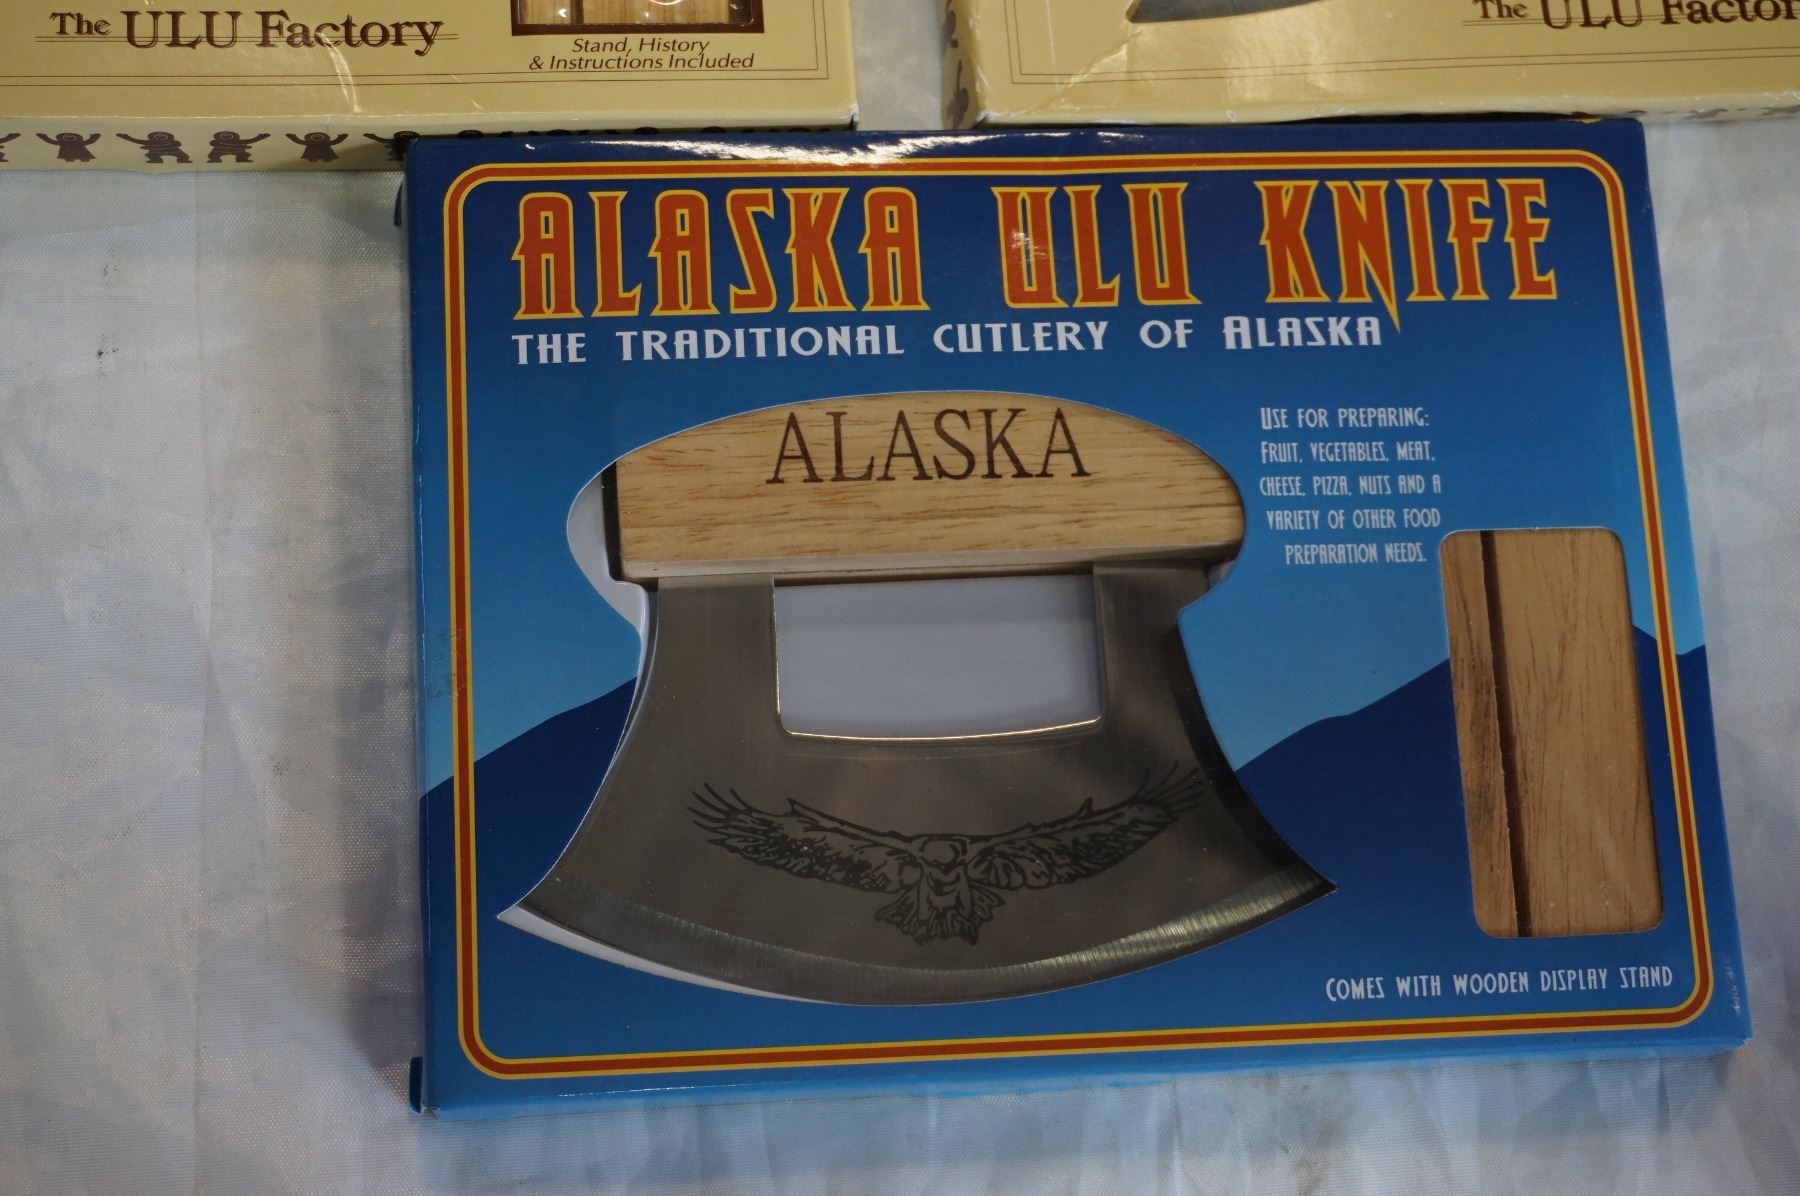 The ULU Factory
Stand, History
& Instructions Included
The ULU Factor
ALASKA ULU KNIFE
THE TRADITIONAL CUTLERY OF ALASKA
ALASKA
USE FOR PREPARING:
FRUIT, VEGETABLES, MEAT,
CHEESE, PIZZA, NUTS AND A
VARIETY OF OTHER FOOD
PREPARATION NEEDS.
COMES WITH WOODEN DISPLAY STAND